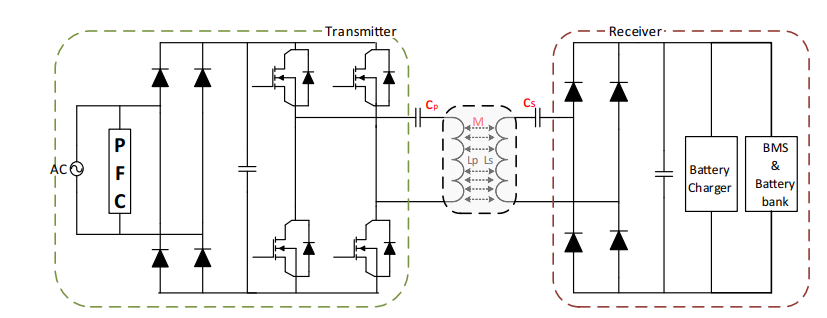 Transmitter
Receiver
AC
P
F
C
Cp
M
Lp Ls
Cs
Battery
Charger
BMS
&
Battery
bank